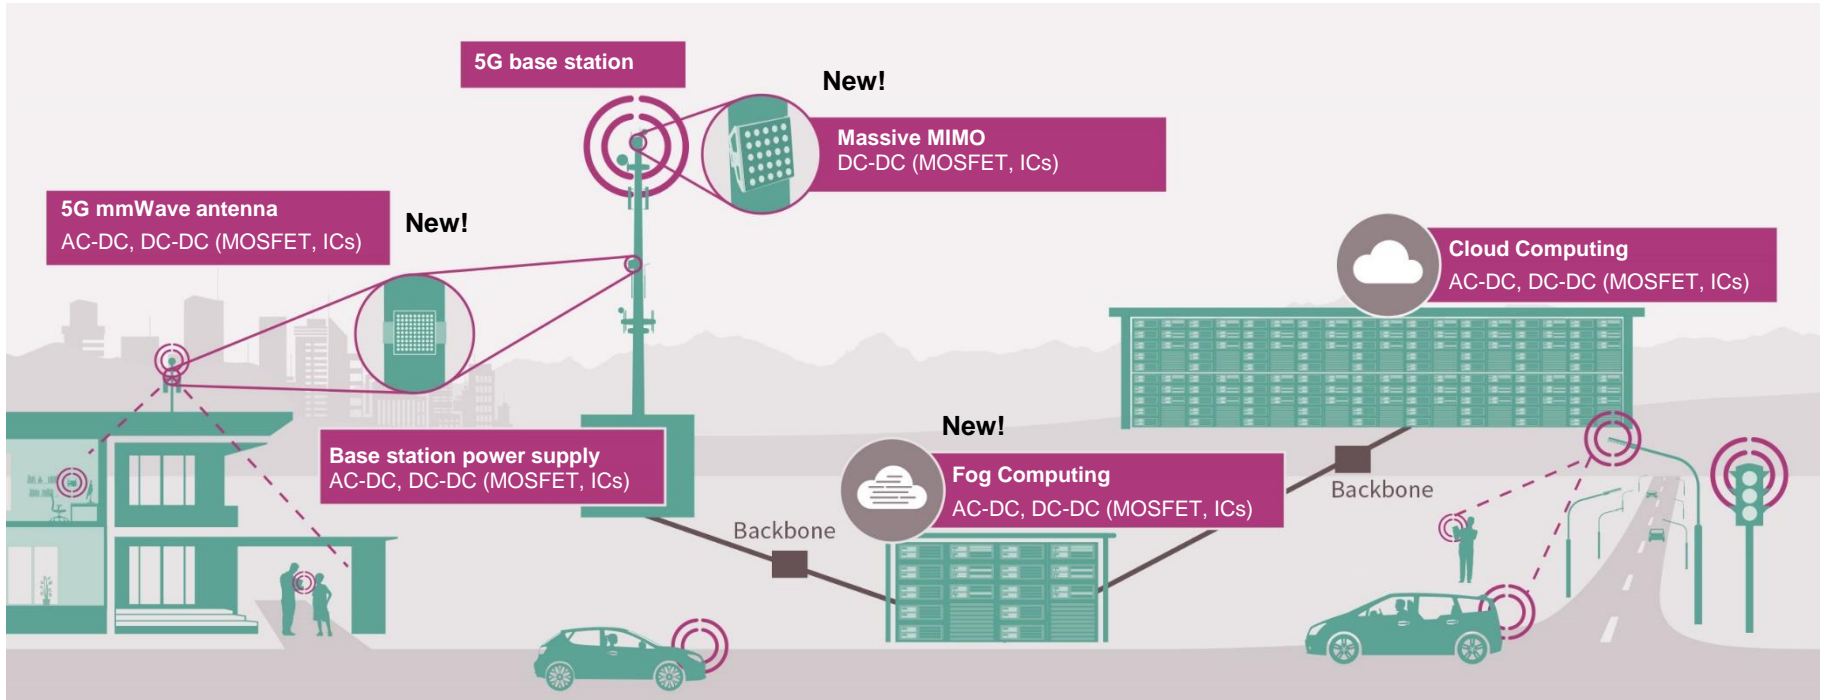 5G base station
New!
Massive MIMO
DC-DC (MOSFET, ICs)
5G mmWave antenna
AC-DC, DC-DC (MOSFET, ICs)
New!
Cloud Computing
AC-DC, DC-DC (MOSFET, ICs)
Base station power supply
AC-DC, DC-DC (MOSFET, ICs)
New!
Fog Computing
AC-DC, DC-DC (MOSFET, ICs)
Backbone
Backbone